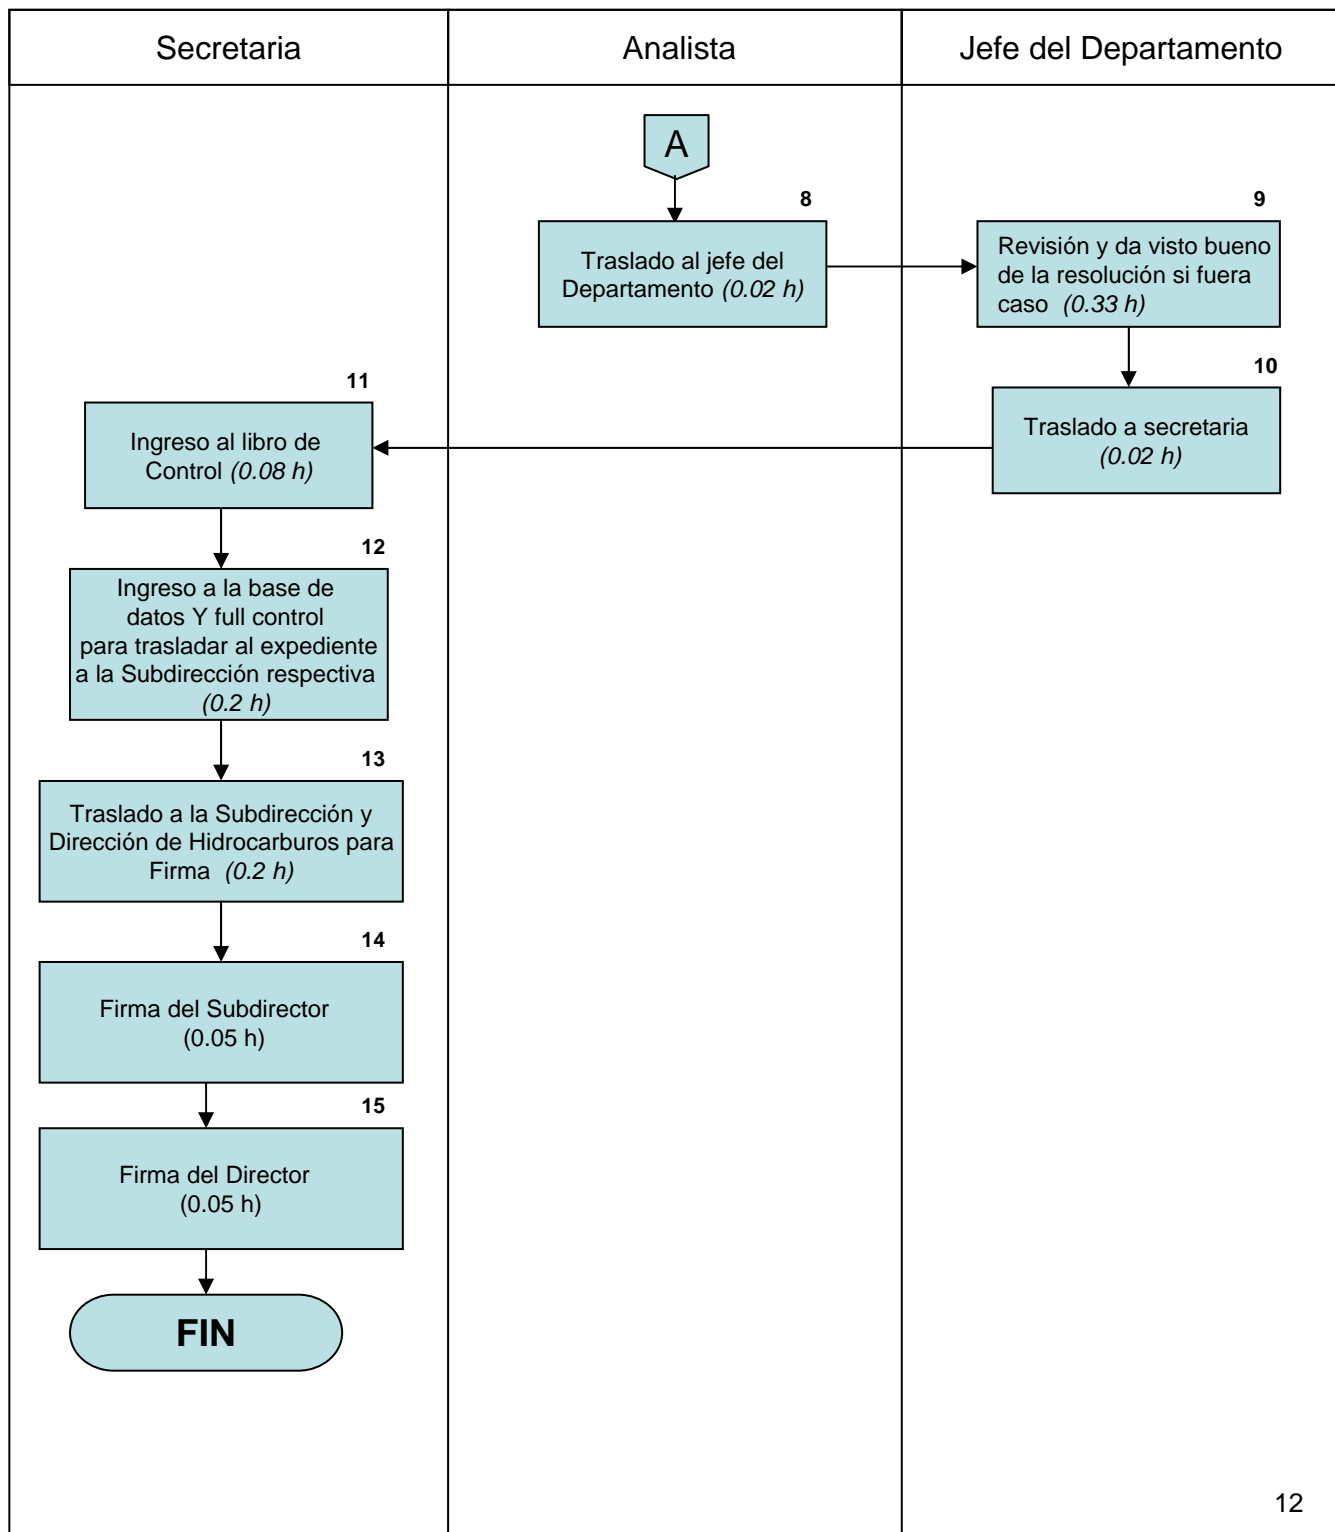 Secretaria
Analista
Jefe del Departamento
A
8
Traslado al jefe del
Departamento (0.02 h)
9
Revisión y da visto bueno
de la resolución si fuera
caso (0.33 h)
10
Traslado a secretaria
(0.02 h)
11
Ingreso al libro de
Control (0.08 h)
12
Ingreso a la base de
datos Y full control
para trasladar al expediente
a la Subdirección respectiva
(0.2 h)
13
Traslado a la Subdirección y
Dirección de Hidrocarburos para
Firma (0.2 h)
14
Firma del Subdirector
(0.05 h)
15
Firma del Director
(0.05 h)
FIN
12